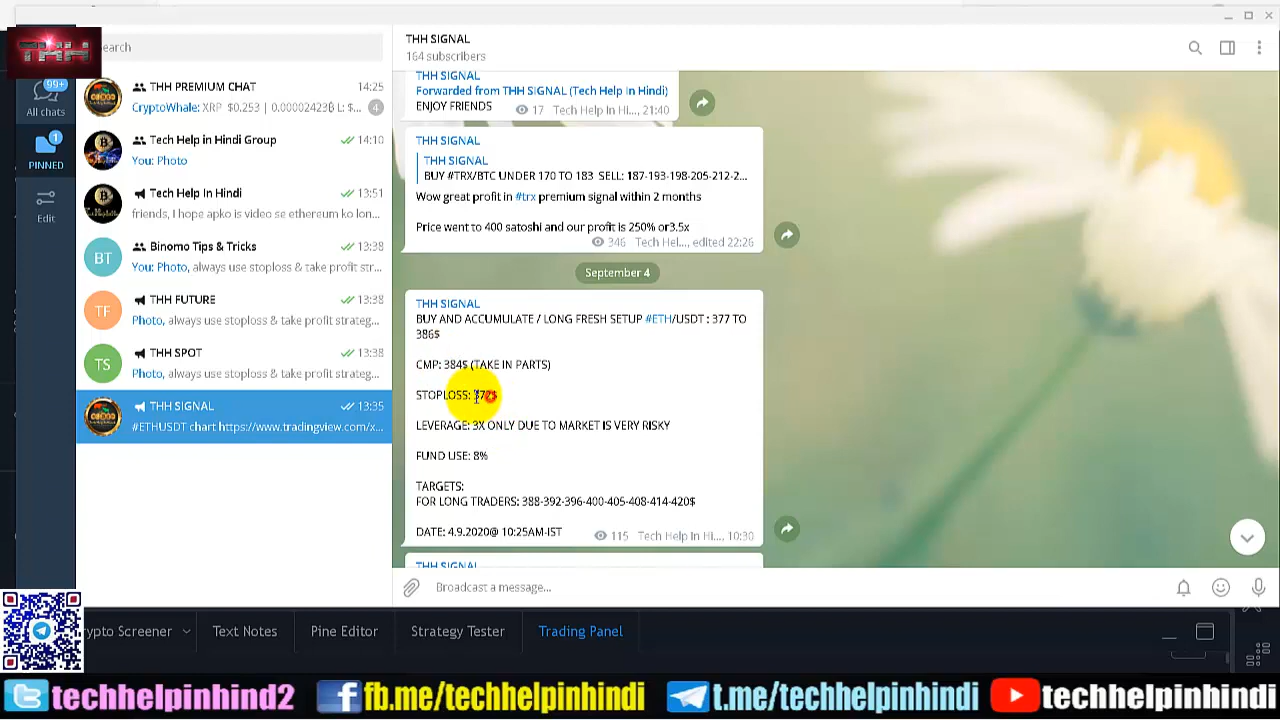 THH
Search
99+
All chats
1
PINNED
Edit
THH PREMIUM CHAT 14:25
CryptoWhale: XRP $0,253 | 0.00002423₿ L: $... 4
Tech Help in Hindi Group 14:10
You: Photo
Tech Help In Hindi 13:51
friends, I hope apko is video se ethereum ko lon...
BT
Binomo Tips & Tricks 13:38
You: Photo, always use stoploss & take profit str...
TF
THH FUTURE 13:38
Photo, always use stoploss & take profit strateg...
TS
THH SPOT 13:38
Photo, always use stoploss & take profit strateg...
THH SIGNAL 13:35
#ETHUSDT chart https://www.tradingview.com/x...
THH SIGNAL
164 subscribers
THH SIGNAL
Forwarded from THH SIGNAL (Tech Help in Hindi)
ENJOY FRIENDS 17 Tech Help In Hi..., 21:40
THH SIGNAL
THH SIGNAL
BUY #TRX/BTC UNDER 170 TO 183 SELL: 187-193-198-205-212-2...
Wow great profit in #trx premium signal within 2 months
Price went to 400 satoshi and our profit is 250% or3.5x
346 Tech Hel..., edited 22:26
September 4
THH SIGNAL
BUY AND ACCUMULATE / LONG FRESH SETUP #ETH/USDT : 377 TO
386$
CMP: 384$ (TAKE IN PARTS)
STOPLOSS:
LEVERAGE: 3X ONLY DUE TO MARKET IS VERY RISKY
FUND USE: 8%
TARGETS:
FOR LONG TRADERS: 388-392-396-400-405-408-414-420$
DATE: 4.9.2020@ 10:25AM-IST 115 Tech Help In Hi..., 10:30
THH SIGNAL
Broadcast a message...
Text Notes
Pine Editor
Strategy Tester
Trading Panel
Screener
techhelpinhind2
fb.me/techhelpinhindi
t.me/techhelpinhindi
techhelpinhindi